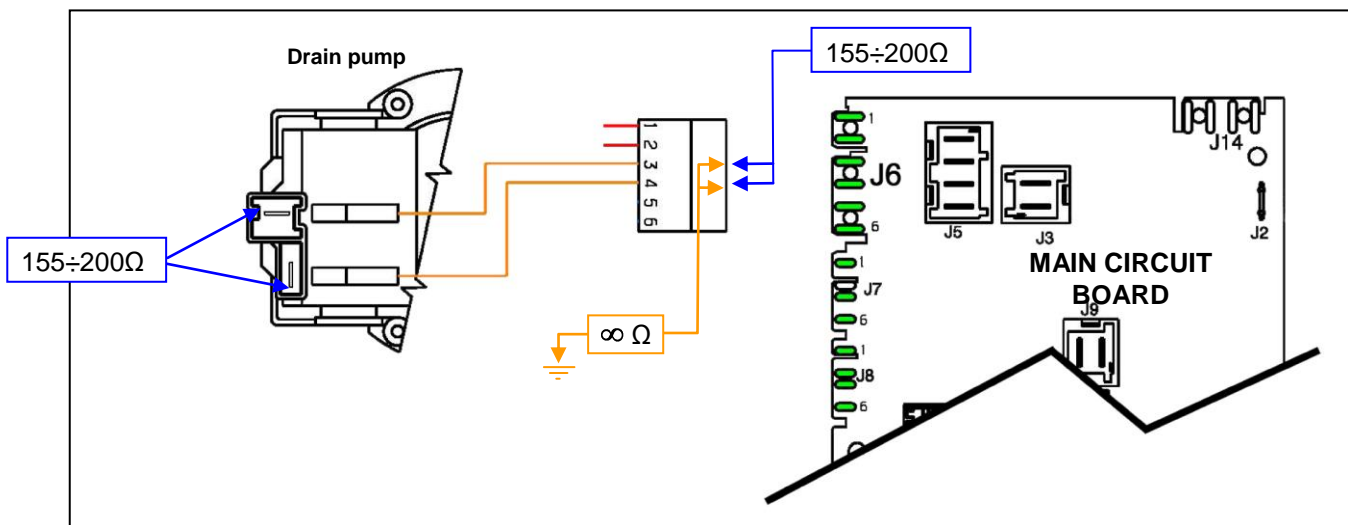 Drain pump
155÷200Ω
155÷200Ω
∞ Ω
1
2
3
4
5
6
1
J6
6
1
J7
6
1
J8
6
J5
J3
J14
J2
MAIN CIRCUIT
BOARD
J9